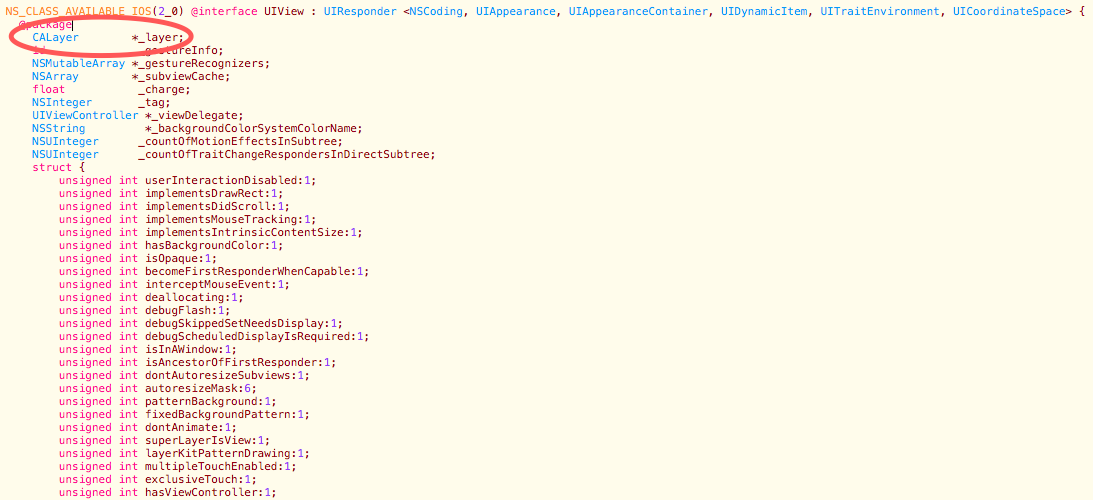 NS_CLASS_AVAILABLE_IOS(2_0) @interface UIView : UIResponder <NSCoding, UIAppearance, UIAppearanceContainer, UIDynamicItem, UITraitEnvironment, UICoordinateSpace> {
@package
CALayer *_layer;
id _gestureInfo;
NSMutableArray *_gestureRecognizers;
NSArray *_subviewCache;
float _charge;
NSInteger _tag;
UIViewController *_viewDelegate;
NSString *_backgroundColorSystemColorName;
NSUInteger _countOfMotionEffectsInSubtree;
NSUInteger _countOfTraitChangeRespondersInDirectSubtree;
struct {
unsigned int userInteractionDisabled:1;
unsigned int implementsDrawRect:1;
unsigned int implementsDidScroll:1;
unsigned int implementsMouseTracking:1;
unsigned int implementsIntrinsicContentSize:1;
unsigned int hasBackgroundColor:1;
unsigned int isOpaque:1;
unsigned int becomeFirstResponderWhenCapable:1;
unsigned int interceptMouseEvent:1;
unsigned int deallocating:1;
unsigned int debugFlash:1;
unsigned int debugSkippedSetNeedsDisplay:1;
unsigned int debugScheduledDisplayIsRequired:1;
unsigned int isInAWindow:1;
unsigned int isAncestorOfFirstResponder:1;
unsigned int dontAutoresizeSubviews:1;
unsigned int autoresizeMask:6;
unsigned int patternBackground:1;
unsigned int fixedBackgroundPattern:1;
unsigned int dontAnimate:1;
unsigned int superLayerIsView:1;
unsigned int layerKitPatternDrawing:1;
unsigned int multipleTouchEnabled:1;
unsigned int exclusiveTouch:1;
unsigned int hasViewController:1;